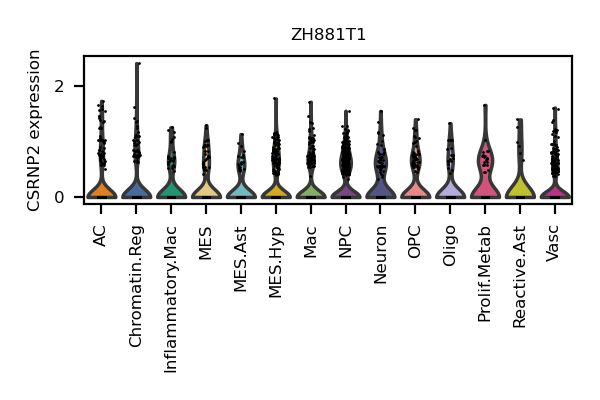 ZH881T1
CSRNP2 expression
2
0
AC
Chromatin.Reg
Inflammatory.Mac
MES
MES.Ast
MES.Hyp
Mac
NPC
Neuron
OPC
Oligo
Prolif.Metab
Reactive.Ast
Vasc